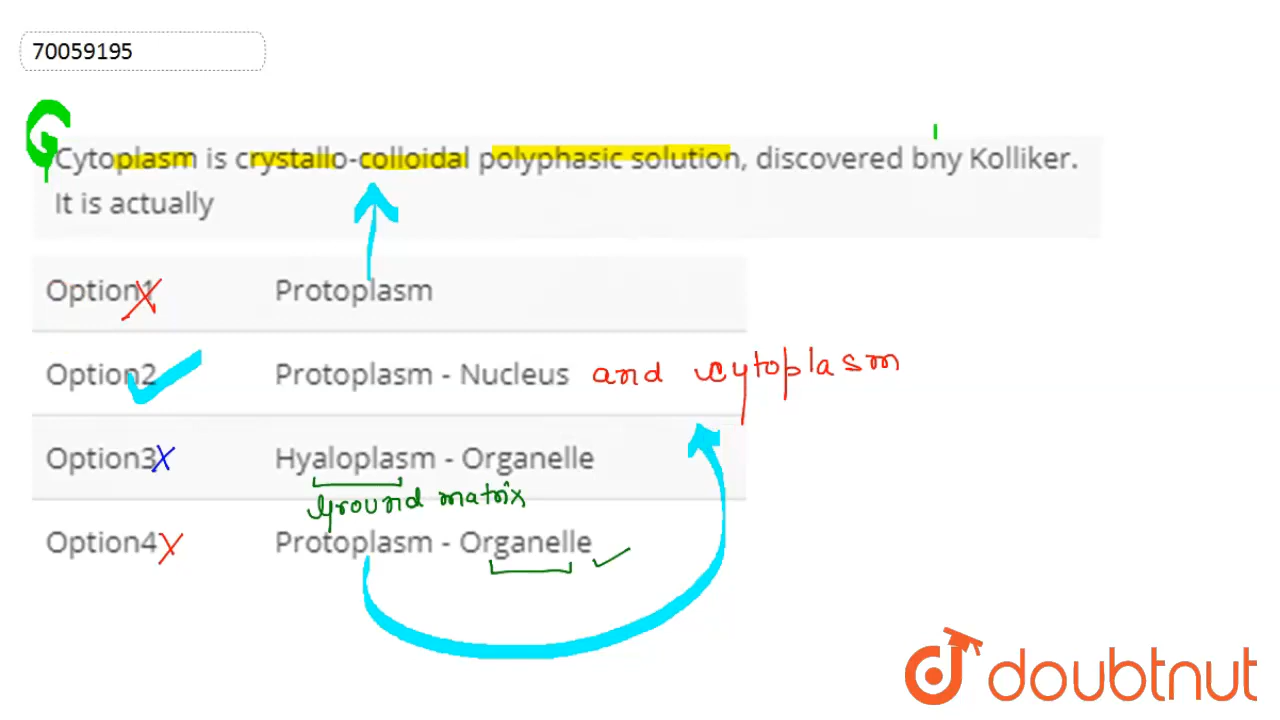 70059195
Cytoplasm is crystallo-colloidal polyphasic solution, discovered bny Kolliker.
It is actually
Option1 Protoplasm
Option2 Protoplasm - Nucleus and cytoplasm
Option3 Hyaloplasm - Organelle
Ground matrix
Option4 Protoplasm - Organelle
doubtnut